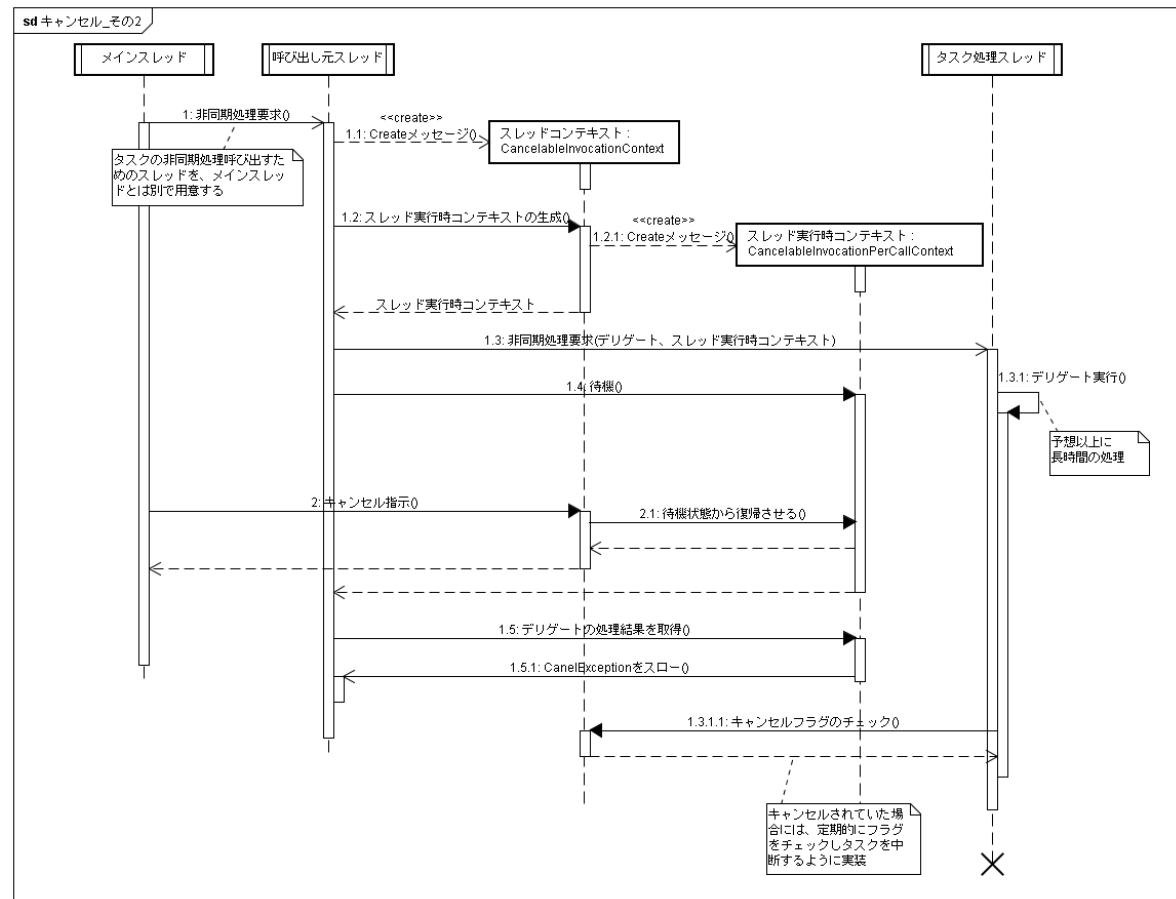 sd キャンセル_その2
メインスレッド
呼び出し元スレッド
タスク処理スレッド
1: 非同期処理要求()
<<create>>
1.1: Createメッセージ()
スレッドコンテキスト :
CancelableInvocationContext
タスクの非同期処理呼び出すた
めのスレッドを、メインスレッ
ドとは別で用意する
1.2: スレッド実行時コンテキストの生成()
<<create>>
1.2.1: Createメッセージ()
スレッド実行時コンテキスト :
CancelableInvocationPerCallContext
スレッド実行時コンテキスト
1.3: 非同期処理要求(デリゲート、スレッド実行時コンテキスト)
1.3.1: デリゲート実行()
1.4: 待機()
予想以上に
長時間の処理
2: キャンセル指示()
2.1: 待機状態から復帰させる()
1.5: デリゲートの処理結果を取得()
1.5.1: CanelExceptionをスロー()
1.3.1.1: キャンセルフラグのチェック()
キャンセルされていた場
合には、定期的にフラグ
をチェックしタスクを中
断するように実装